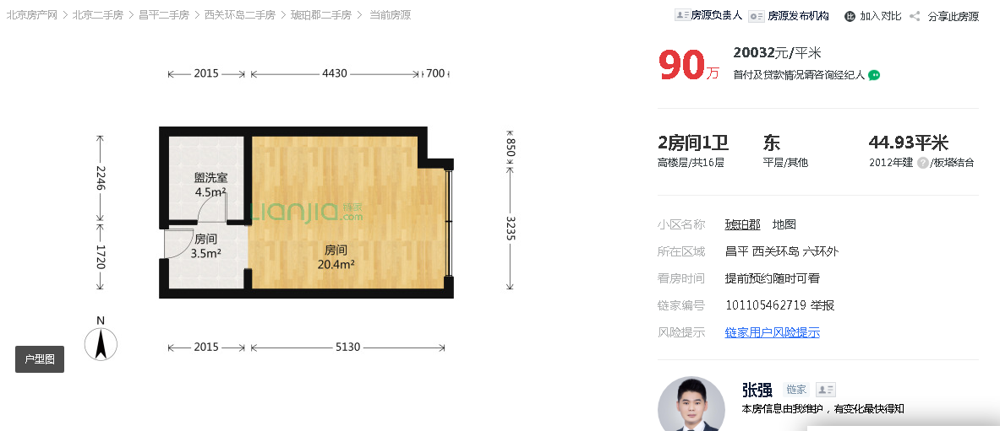 北京房产网 > 北京二手房 > 昌平二手房 > 西关环岛二手房 > 琥珀郡二手房 > 当前房源
房源负责人 房源发布机构 加入对比 分享此房源
90万
20032元/平米
首付及贷款情况请咨询经纪人
2房间1卫 东 44.93平米
高楼层/共16层 平层/其他 2012年建 ? /板塔结合
小区名称 琥珀郡 地图
所在区域 昌平 西关环岛 六环外
看房时间 提前预约随时可看
链家编号 101105462719 举报
风险提示 链家用户风险提示
张强 链家
本房信息由我维护，有变化最快得知
2015 4430 700
850
2246
盥洗室
4.5m²
Lianjia.com
链家
3235
1720
房间
3.5m²
房间
20.4m²
N
2015 5130
户型图